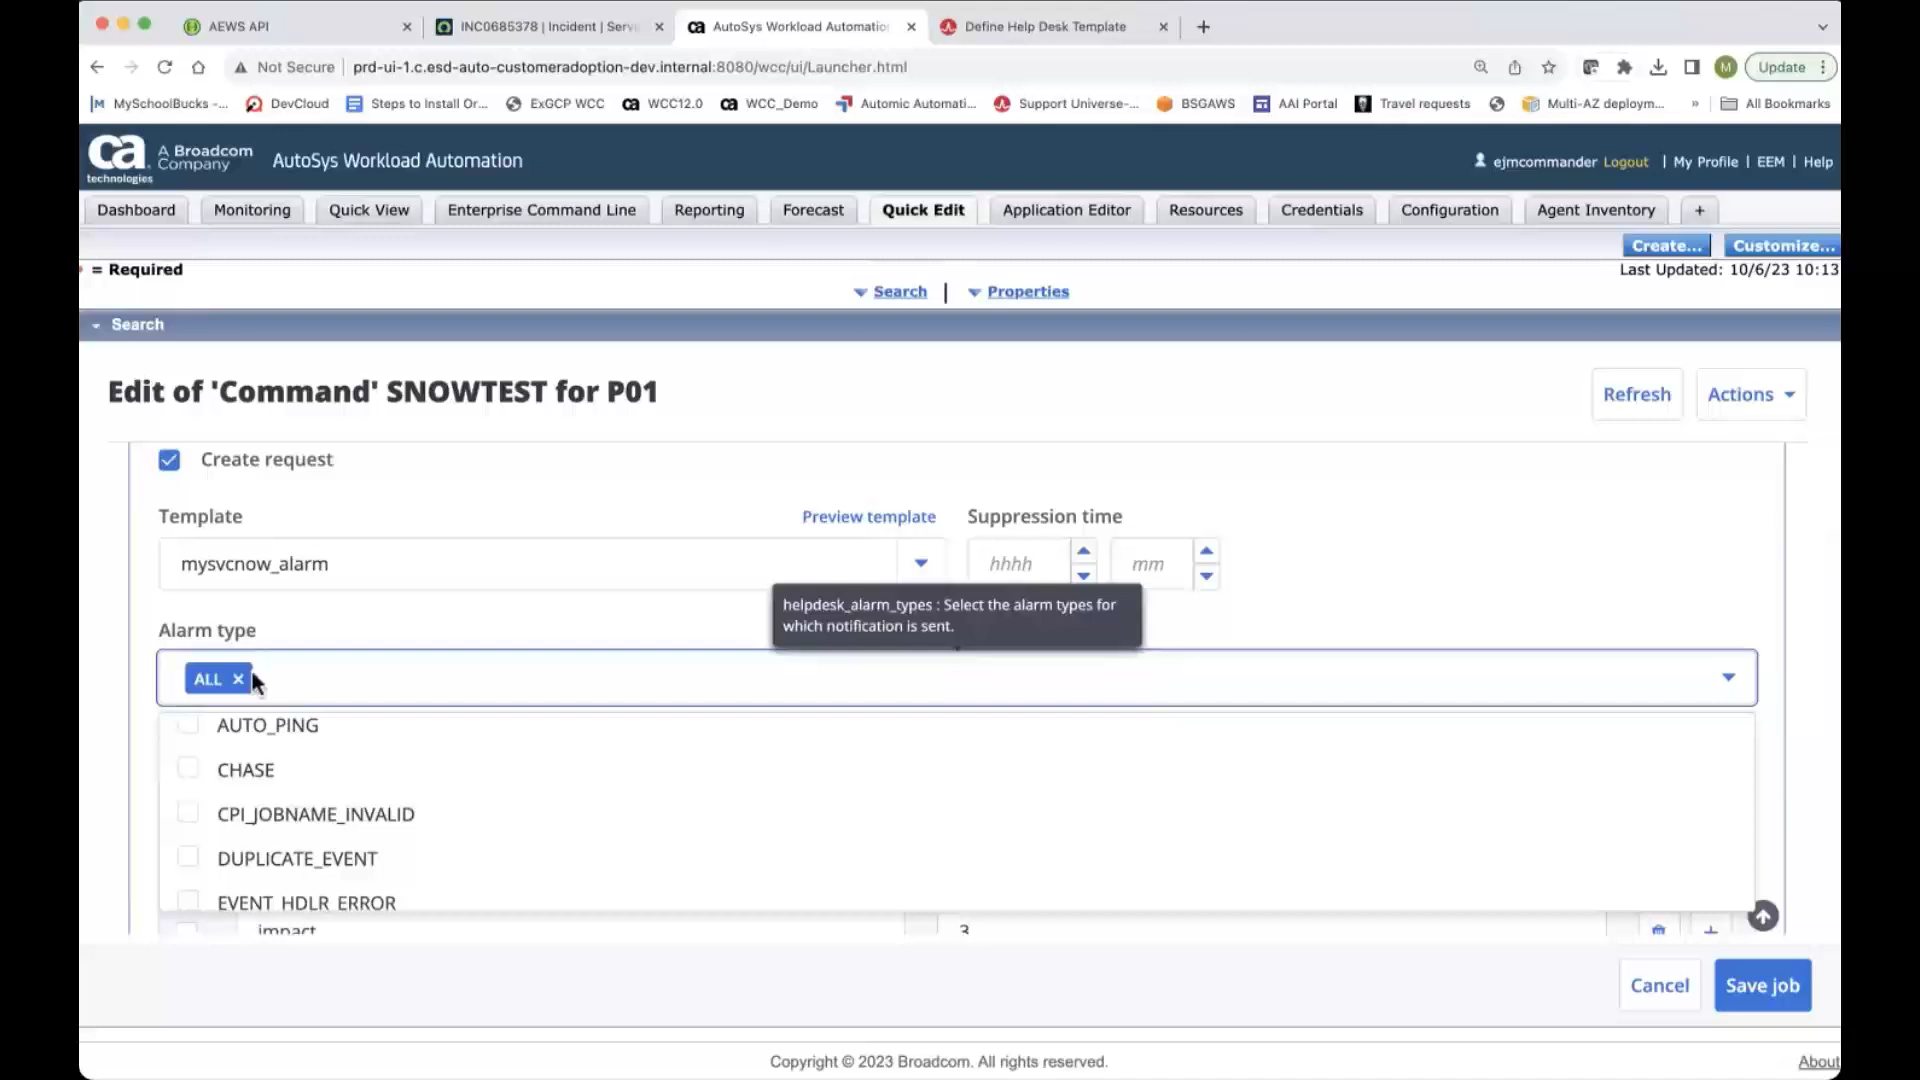 AEWS API
INC0685378 | Incident | Servi
AutoSys Workload Automation
Define Help Desk Template
Not Secure
prd-ui-1.c.esd-auto-customeradoption-dev.internal:8080/wcc/ui/Launcher.html
M
Update
MySchoolBucks -...
DevCloud
Steps to Install Or...
ExGCP WCC
WCC12.0
WCC_Demo
Automic Automati...
Support Universe-...
BSGAWS
AAI Portal
Travel requests
Multi-AZ deploym...
»
All Bookmarks
ca
technologies
A Broadcom
Company
AutoSys Workload Automation
ejmcommander Logout | My Profile | EEM | Help
Dashboard
Monitoring
Quick View
Enterprise Command Line
Reporting
Forecast
Quick Edit
Application Editor
Resources
Credentials
Configuration
Agent Inventory
+
Create...
Customize...
= Required
Last Updated: 10/6/23 10:13
Search | Properties
Search
Edit of 'Command' SNOWTEST for P01
Refresh
Actions
Create request
Template
Preview template
Suppression time
mysvcnow_alarm
hhhh
mm
helpdesk_alarm_types : Select the alarm types for
which notification is sent.
Alarm type
ALL ×
AUTO_PING
CHASE
CPI_JOBNAME_INVALID
DUPLICATE_EVENT
EVENT_HDLR_ERROR
impact
3
Cancel
Save job
Copyright © 2023 Broadcom. All rights reserved.
About